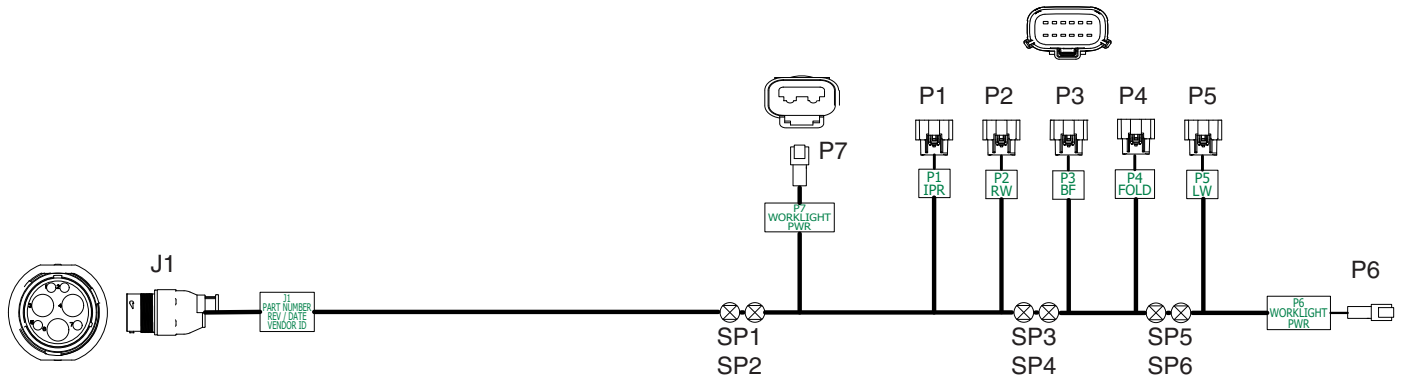 P1
P2
P3
P4
P5
P7
P1
IPR
P2
RW
P3
BF
P4
FOLD
P5
LW
P7
WORKLIGHT
PWR
J1
P6
J1
PART NUMBER
REV / DATE
VENDOR ID
P6
WORKLIGHT
PWR
SP1
SP2
SP3
SP4
SP5
SP6